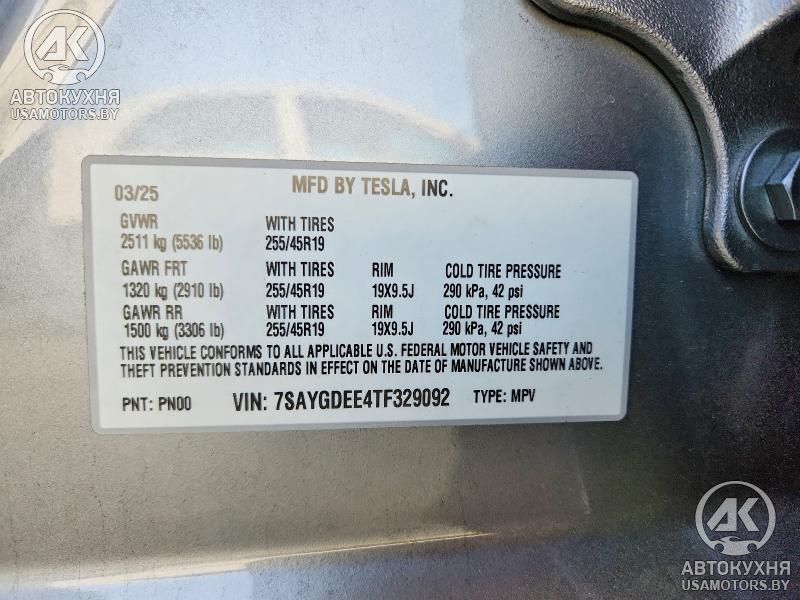 AK
АВТОКУХНЯ
USAMOTORS.BY
03/25 MFD BY TESLA, INC.
GVWR WITH TIRES
2511 kg (5536 lb) 255/45R19
GAWR FRT WITH TIRES RIM COLD TIRE PRESSURE
1320 kg (2910 lb) 255/45R19 19X9.5J 290 kPa, 42 psi
GAWR RR WITH TIRES RIM COLD TIRE PRESSURE
1500 kg (3306 lb) 255/45R19 19X9.5J 290 kPa, 42 psi
THIS VEHICLE CONFORMS TO ALL APPLICABLE U.S. FEDERAL MOTOR VEHICLE SAFETY AND
THEFT PREVENTION STANDARDS IN EFFECT ON THE DATE OF MANUFACTURE SHOWN ABOVE.
PNT: PN00 VIN: 7SAYGDEE4TF329092 TYPE: MPV
AK
АВТОКУХНЯ
USAMOTORS.BY